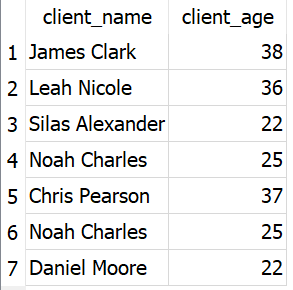 client_name client_age
1 James Clark 38
2 Leah Nicole 36
3 Silas Alexander 22
4 Noah Charles 25
5 Chris Pearson 37
6 Noah Charles 25
7 Daniel Moore 22